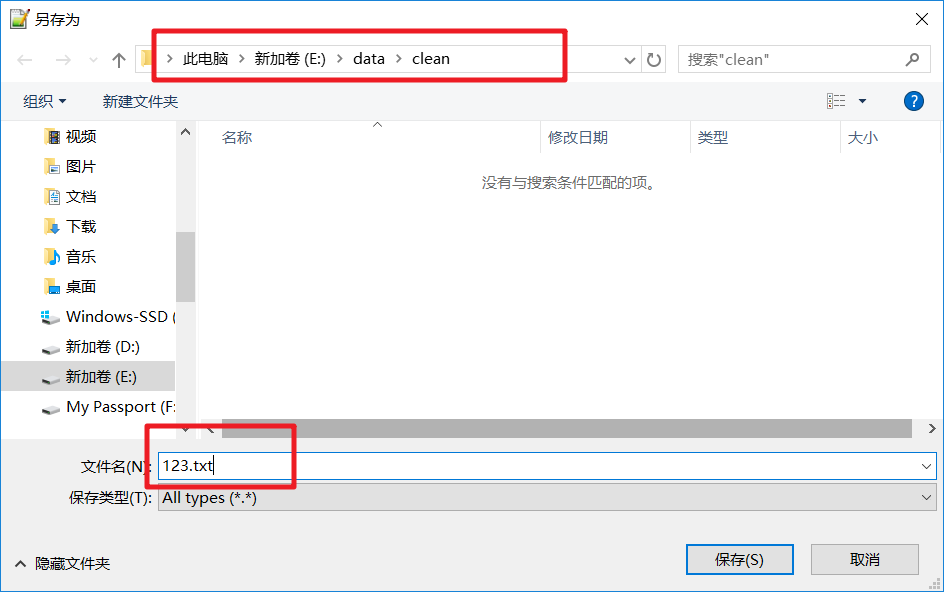 另存为
此电脑 > 新加卷 (E:) > data > clean
搜索"clean"
组织
新建文件夹
名称
修改日期
类型
大小
没有与搜索条件匹配的项。
视频
图片
文档
下载
音乐
桌面
Windows-SSD (
新加卷 (D:)
新加卷 (E:)
My Passport (F:
文件名(N):
123.txt
保存类型(T):
All types (*.*)
隐藏文件夹
保存(S)
取消